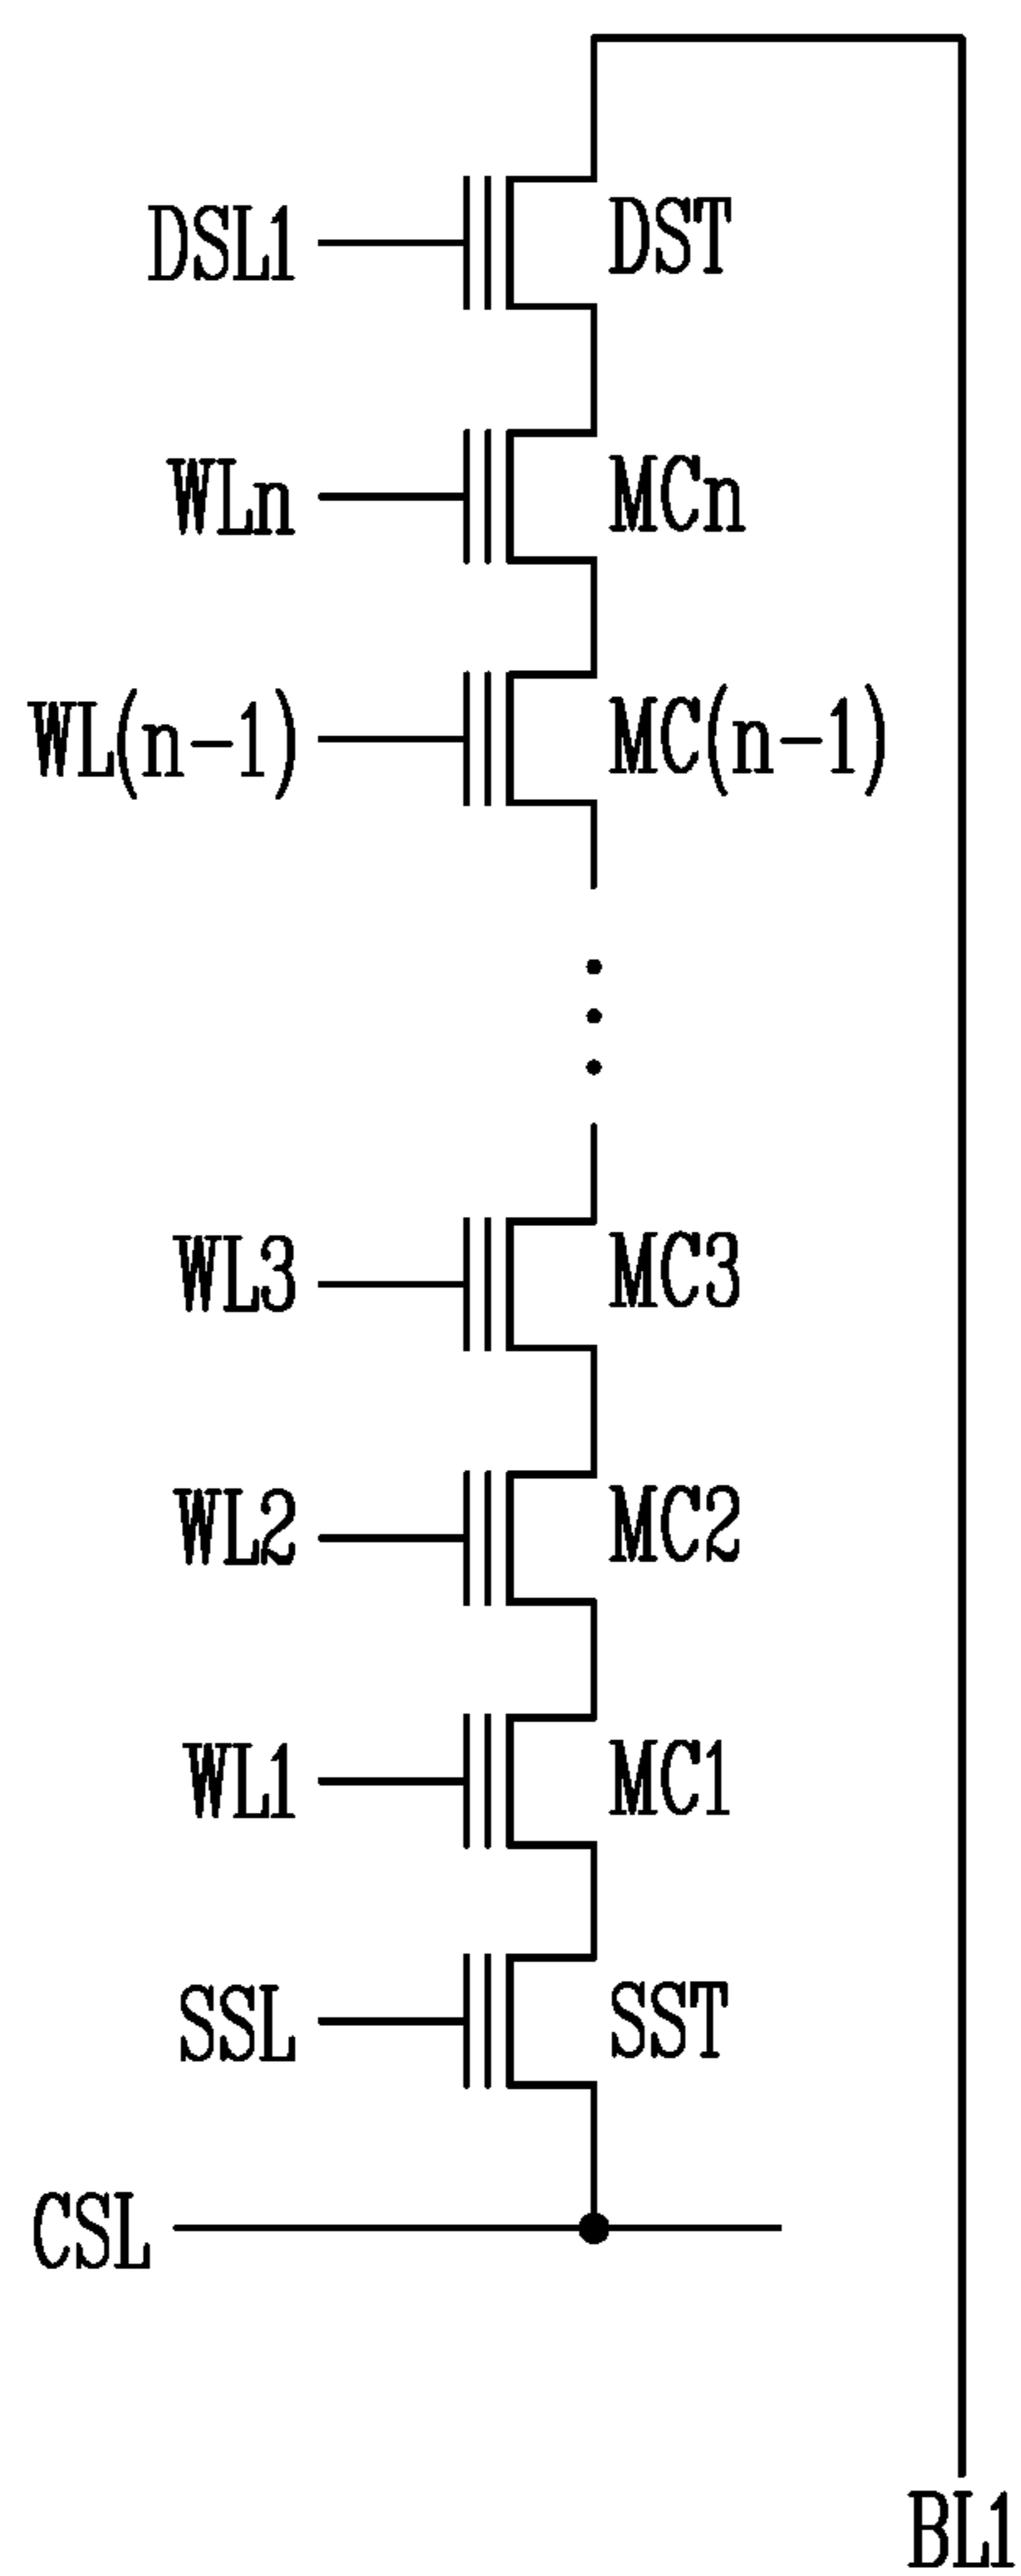 DSL1 DST
WLn MCn
WL(n-1) MC(n-1)
WL3 MC3
WL2 MC2
WL1 MC1
SSL SST
CSL
BL1